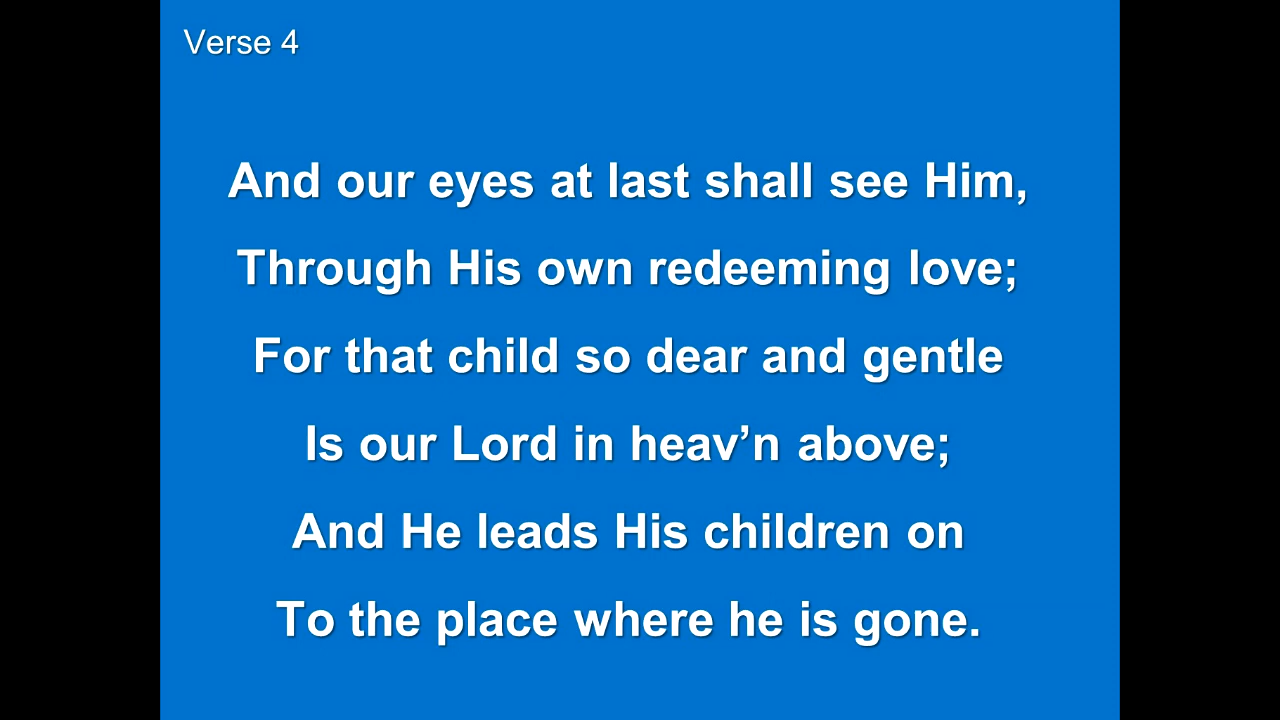 Verse 4
And our eyes at last shall see Him,
Through His own redeeming love;
For that child so dear and gentle
Is our Lord in heav’n above;
And He leads His children on
To the place where he is gone.